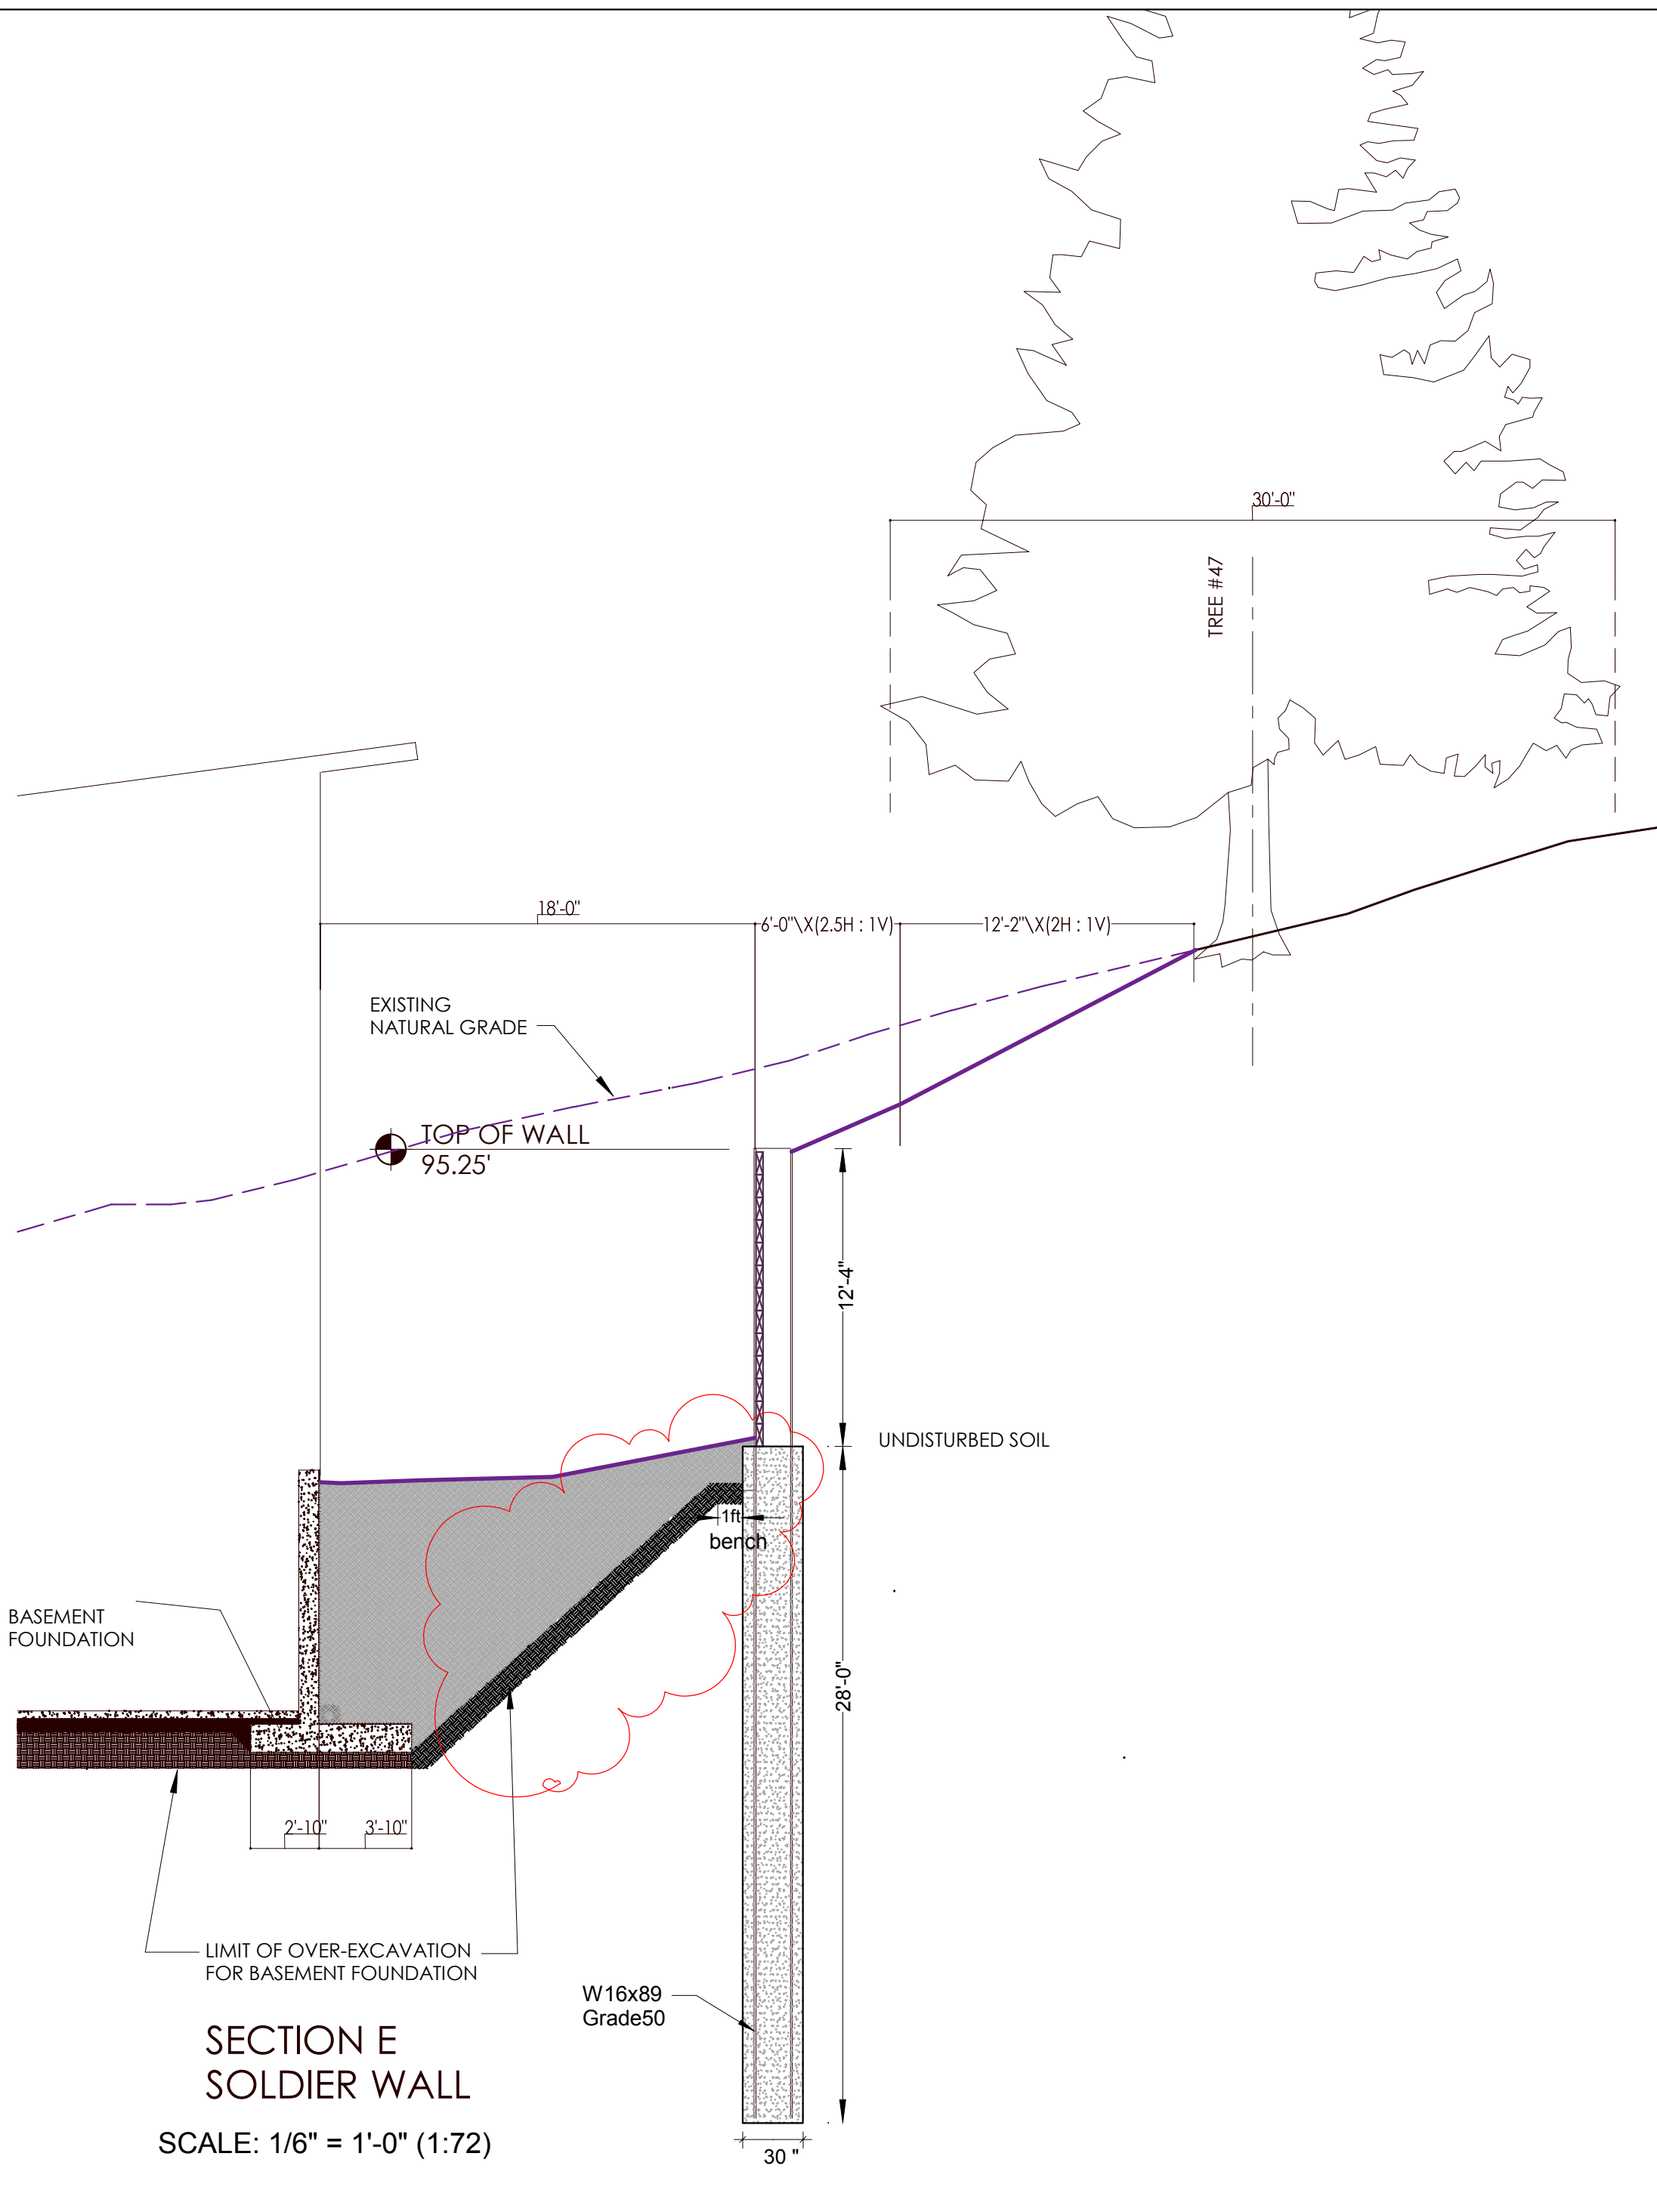 30'-0"
TREE #47
18'-0"
6'-0"\X(2.5H : 1V)
12'-2"\X(2H : 1V)
EXISTING
NATURAL GRADE
TOP OF WALL
95.25'
12'-4"
UNDISTURBED SOIL
1ft
bench
BASEMENT
FOUNDATION
28'-0"
2'-10"
3'-10"
LIMIT OF OVER-EXCAVATION
FOR BASEMENT FOUNDATION
W16x89
Grade50
SECTION E
SOLDIER WALL
SCALE: 1/6" = 1'-0" (1:72)
30 "